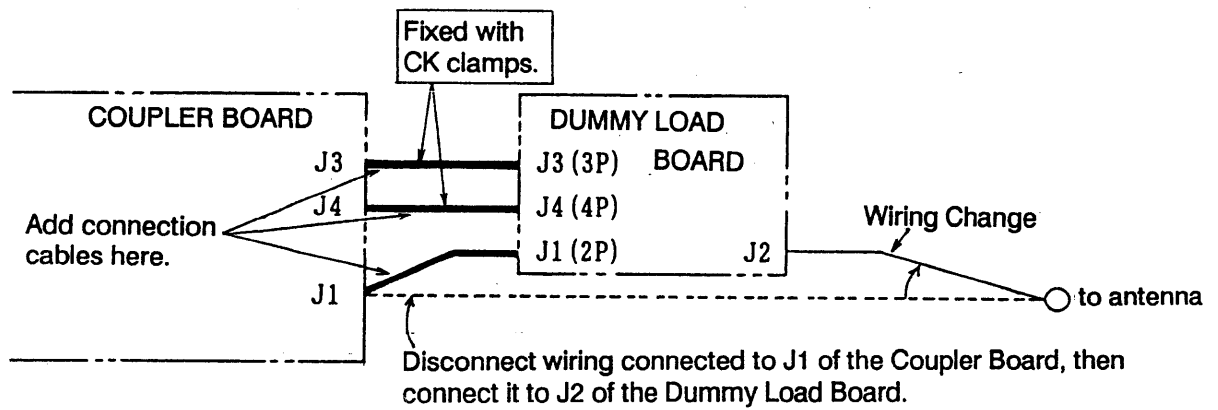 Fixed with
CK clamps.
COUPLER BOARD
DUMMY LOAD
BOARD
J3
J3 (3P)
J4
J4 (4P)
Add connection
cables here.
Wiring Change
J1 (2P)
J2
J1
to antenna
Disconnect wiring connected to J1 of the Coupler Board, then
connect it to J2 of the Dummy Load Board.